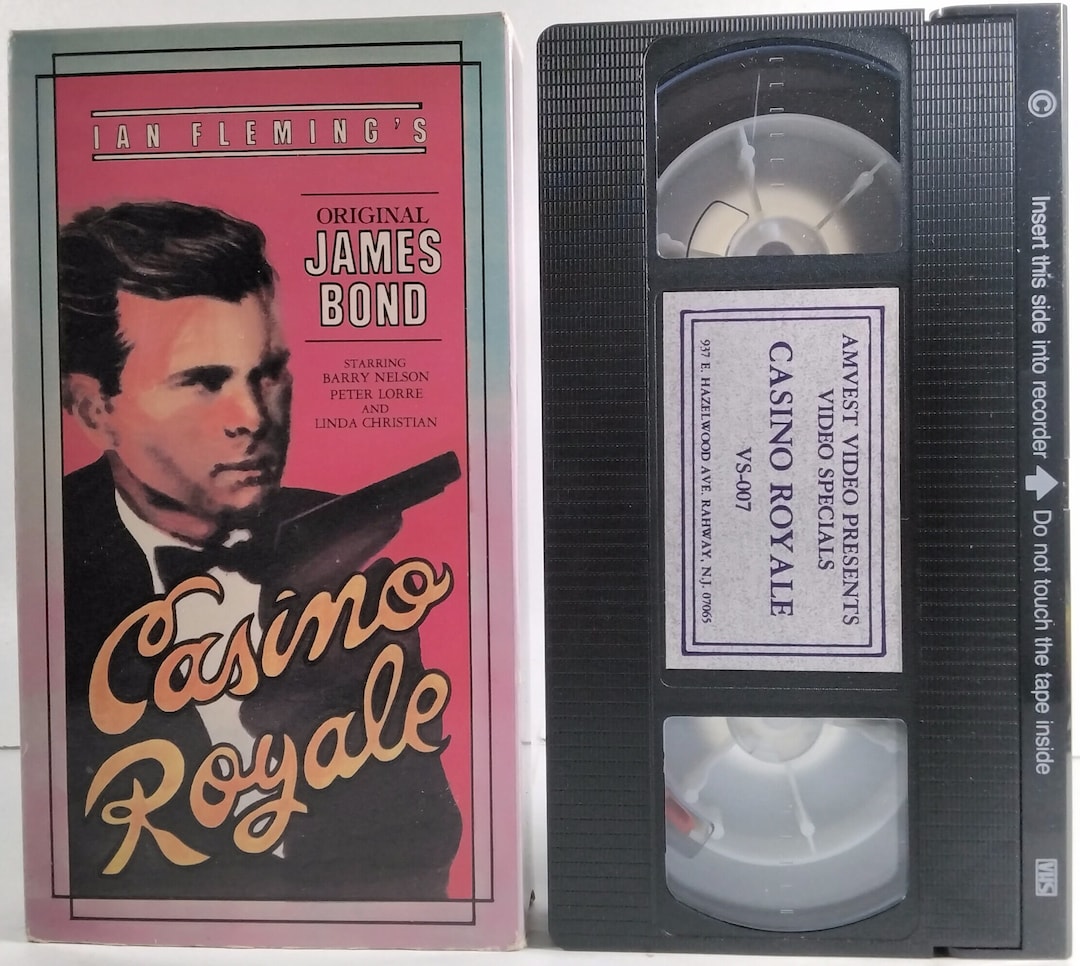 IAN FLEMING'S
ORIGINAL
JAMES
BOND
STARRING
BARRY NELSON
PETER LORRE
AND
LINDA CHRISTIAN
Casino
Royale
AMVEST VIDEO PRESENTS
VIDEO SPECIALS
CASINO ROYALE
VS-007
937 E. HAZELWOOD AVE. RAHWAY, N.J. 07065
© Insert this side into recorder Do not touch the tape inside VHS